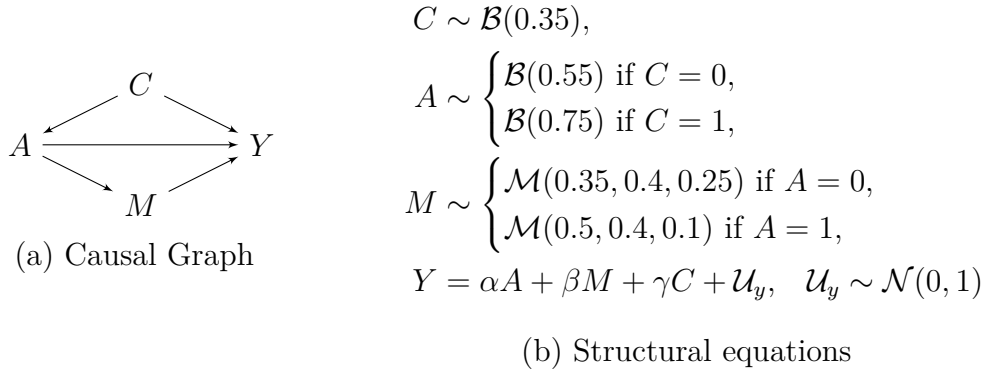 C
A
Y
M
(a) Causal Graph
C ∼ ℬ(0.35),
A ∼ { ℬ(0.55) if C = 0,
ℬ(0.75) if C = 1,
M ∼ { ℳ(0.35, 0.4, 0.25) if A = 0,
ℳ(0.5, 0.4, 0.1) if A = 1,
Y = αA + βM + γC + 𝒰_y, 𝒰_y ∼ 𝒩(0, 1)
(b) Structural equations